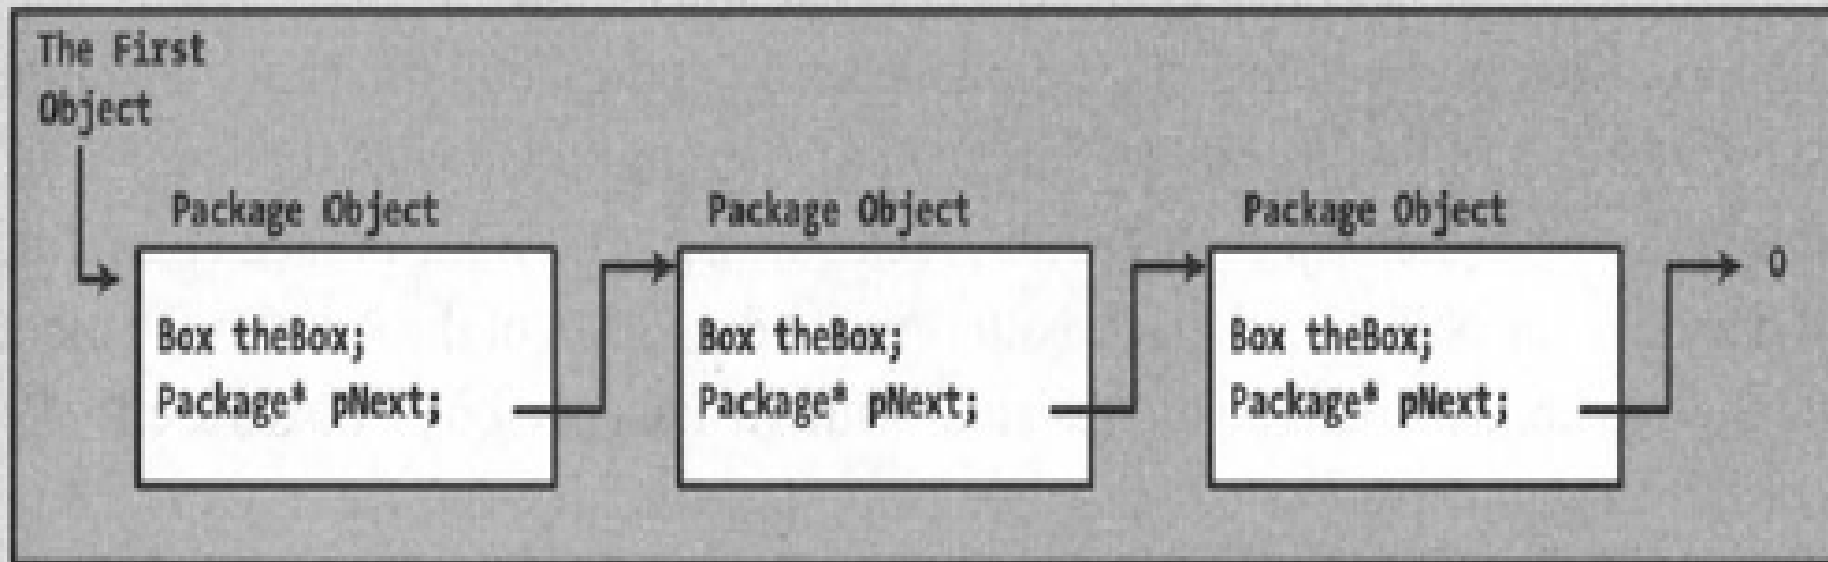 The First
Object
Package Object
Package Object
Package Object
0
Box theBox;
Box theBox;
Box theBox;
Package* pNext;
Package* pNext;
Package* pNext;